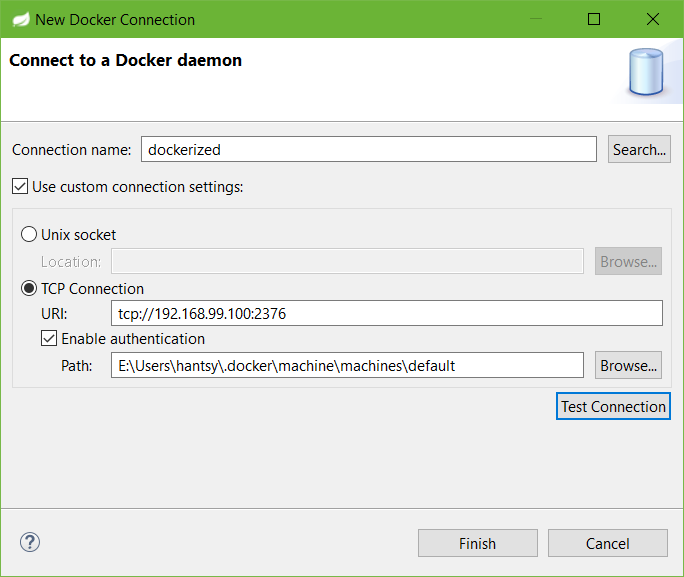 New Docker Connection
Connect to a Docker daemon
Connection name: dockerized Search...
Use custom connection settings:
Unix socket
Location: Browse...
TCP Connection
URI: tcp://192.168.99.100:2376
Enable authentication
Path: E:\Users\hantsy\.docker\machine\machines\default Browse...
Test Connection
? Finish Cancel